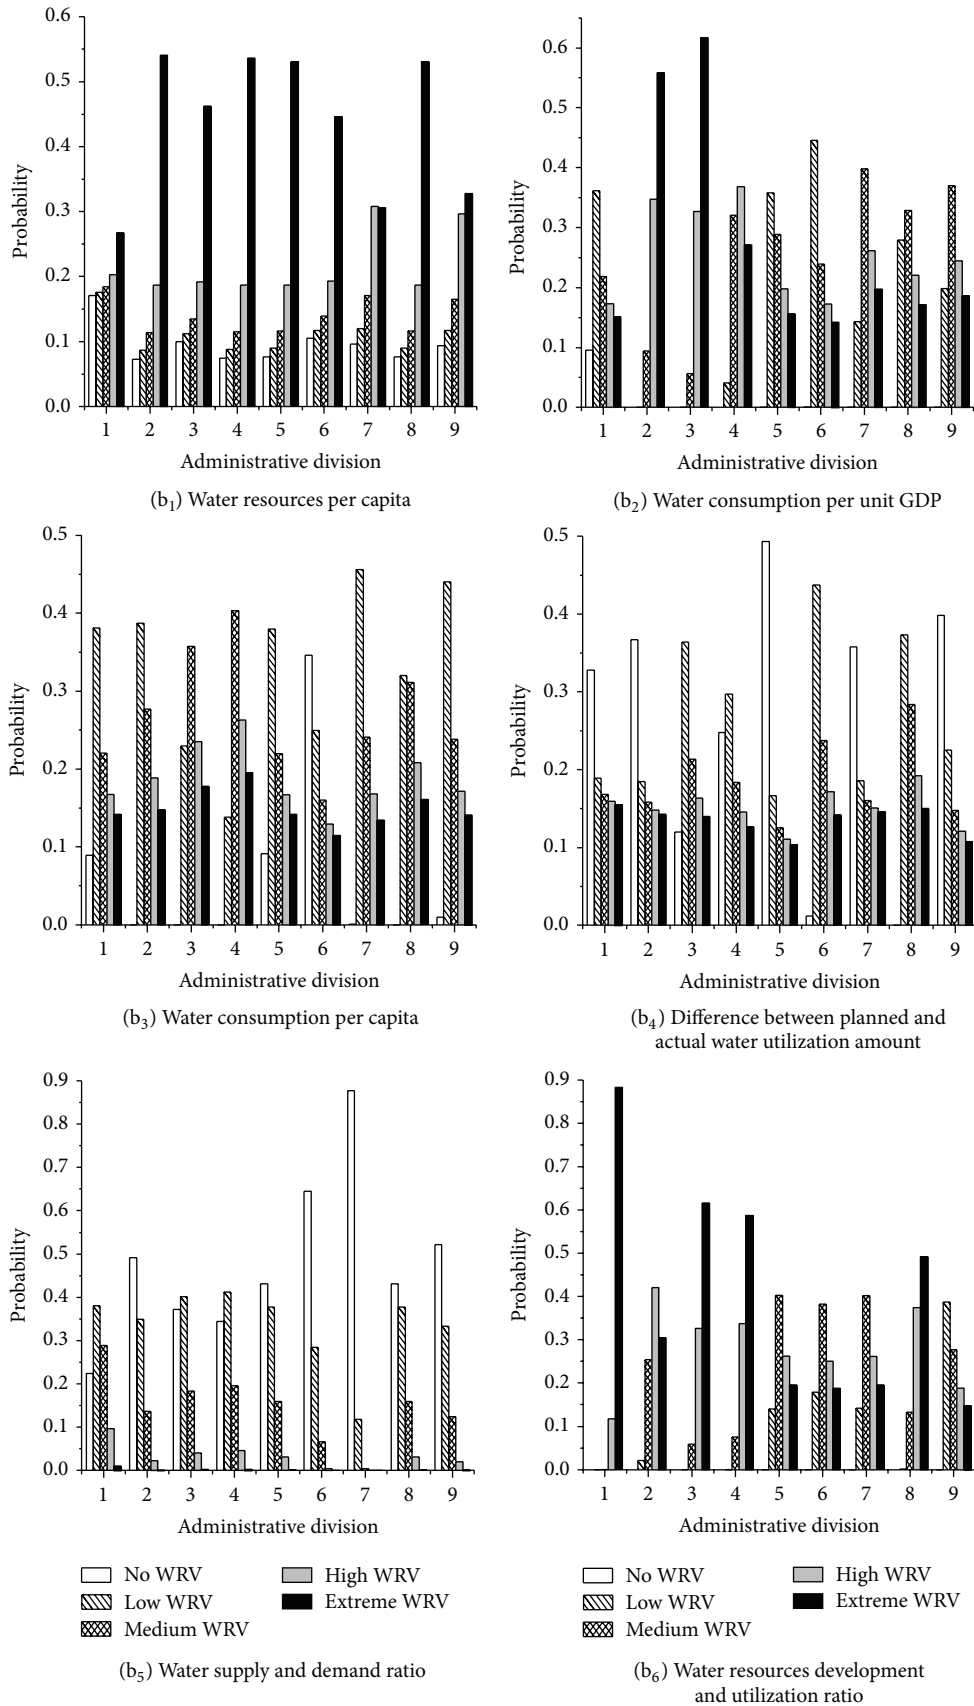 0.6
0.5
0.4
0.3
0.2
0.1
0.0
Probability
1 2 3 4 5 6 7 8 9
Administrative division
(b1) Water resources per capita
0.6
0.5
0.4
0.3
0.2
0.1
0.0
Probability
1 2 3 4 5 6 7 8 9
Administrative division
(b2) Water consumption per unit GDP
0.5
0.4
0.3
0.2
0.1
0.0
Probability
1 2 3 4 5 6 7 8 9
Administrative division
(b3) Water consumption per capita
0.5
0.4
0.3
0.2
0.1
0.0
Probability
1 2 3 4 5 6 7 8 9
Administrative division
(b4) Difference between planned and
actual water utilization amount
0.9
0.8
0.7
0.6
0.5
0.4
0.3
0.2
0.1
0.0
Probability
1 2 3 4 5 6 7 8 9
Administrative division
No WRV
Low WRV
Medium WRV
High WRV
Extreme WRV
(b5) Water supply and demand ratio
0.9
0.8
0.7
0.6
0.5
0.4
0.3
0.2
0.1
0.0
Probability
1 2 3 4 5 6 7 8 9
Administrative division
No WRV
Low WRV
Medium WRV
High WRV
Extreme WRV
(b6) Water resources development
and utilization ratio